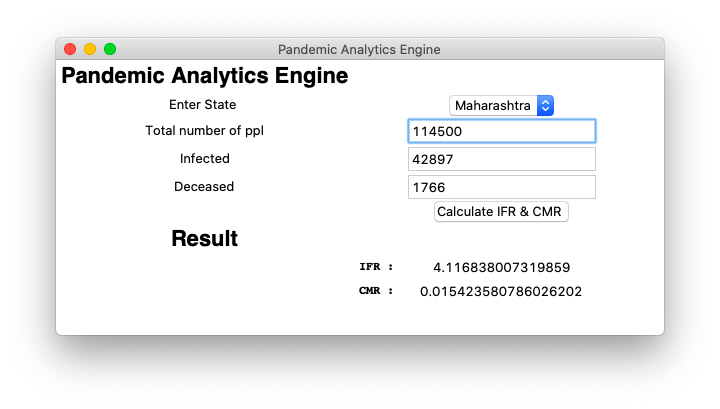 Pandemic Analytics Engine
Pandemic Analytics Engine
Enter State Maharashtra
Total number of ppl 114500
Infected 42897
Deceased 1766
Calculate IFR & CMR
Result
IFR : 4.116838007319859
CMR : 0.015423580786026202